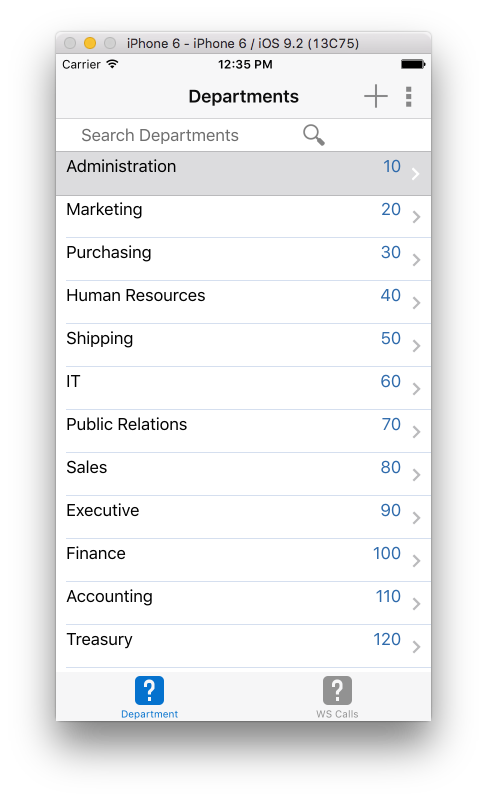 iPhone 6 - iPhone 6 / iOS 9.2 (13C75)
Carrier 12:35 PM
Departments
Search Departments
Administration 10
Marketing 20
Purchasing 30
Human Resources 40
Shipping 50
IT 60
Public Relations 70
Sales 80
Executive 90
Finance 100
Accounting 110
Treasury 120
? ?
Department WS Calls